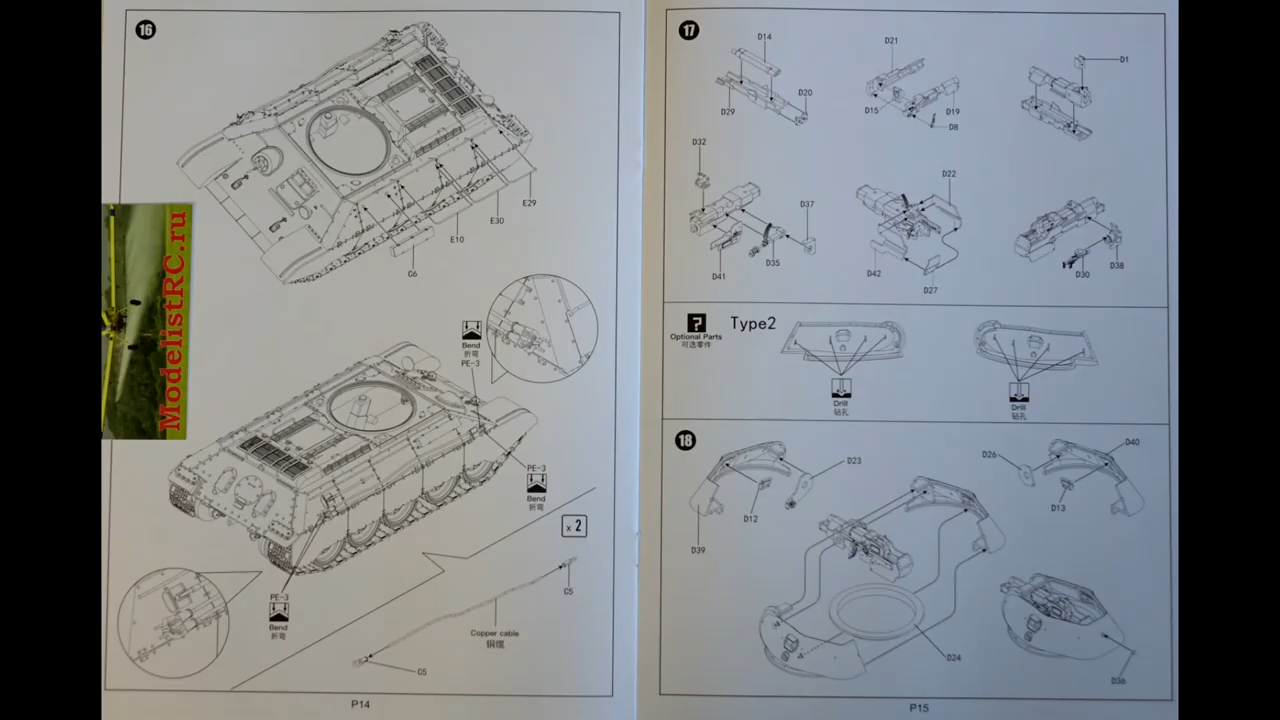 16
E29
E30
E10
C6
ModelistRC.ru
Bend
折弯
PE-3
PE-3
Bend
折弯
x 2
PE-3
Bend
折弯
C5
Copper cable
铜缆
C5
P14
17
D14
D29
D20
D21
D15
D19
D8
D1
D32
D37
D41
D35
D22
D42
D27
D30
D38
?
Optional Parts
可选零件
Type2
Drill
钻孔
Drill
钻孔
18
D23
D12
D39
D40
D26
D13
D24
D36
P15